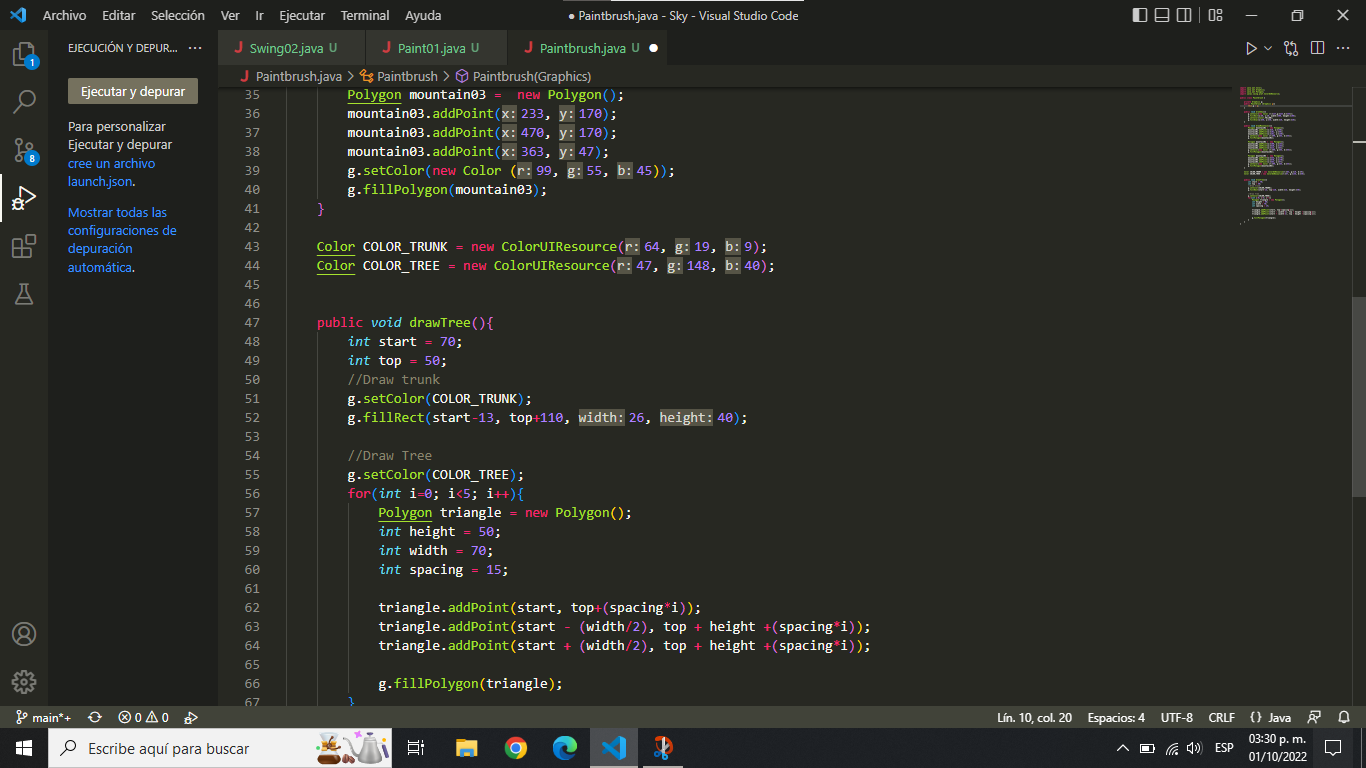 Archivo Editar Selección Ver Ir Ejecutar Terminal Ayuda
● Paintbrush.java - Sky - Visual Studio Code
EJECUCIÓN Y DEPUR... ···
J Swing02.java U J Paint01.java U J Paintbrush.java U ●
J Paintbrush.java > Paintbrush > Paintbrush(Graphics)
1
Ejecutar y depurar
Para personalizar
Ejecutar y depurar
cree un archivo
launch.json.
8
Mostrar todas las
configuraciones de
depuración
automática.
35 Polygon mountain03 =  new Polygon();
36 mountain03.addPoint(x: 233, y: 170);
37 mountain03.addPoint(x: 470, y: 170);
38 mountain03.addPoint(x: 363, y: 47);
39 g.setColor(new Color (r: 99, g: 55, b: 45));
40 g.fillPolygon(mountain03);
41 }
42
43 Color COLOR_TRUNK = new ColorUIResource(r: 64, g: 19, b: 9);
44 Color COLOR_TREE = new ColorUIResource(r: 47, g: 148, b: 40);
45
46
47 public void drawTree(){
48 int start = 70;
49 int top = 50;
50 //Draw trunk
51 g.setColor(COLOR_TRUNK);
52 g.fillRect(start-13, top+110, width: 26, height: 40);
53
54 //Draw Tree
55 g.setColor(COLOR_TREE);
56 for(int i=0; i<5; i++){
57 Polygon triangle = new Polygon();
58 int height = 50;
59 int width = 70;
60 int spacing = 15;
61
62 triangle.addPoint(start, top+(spacing*i));
63 triangle.addPoint(start - (width/2), top + height +(spacing*i));
64 triangle.addPoint(start + (width/2), top + height +(spacing*i));
65
66 g.fillPolygon(triangle);
67 }
main*+ 0 0 Lín. 10, col. 20 Espacios: 4 UTF-8 CRLF {} Java
Escribe aquí para buscar
ESP
03:30 p. m.
01/10/2022